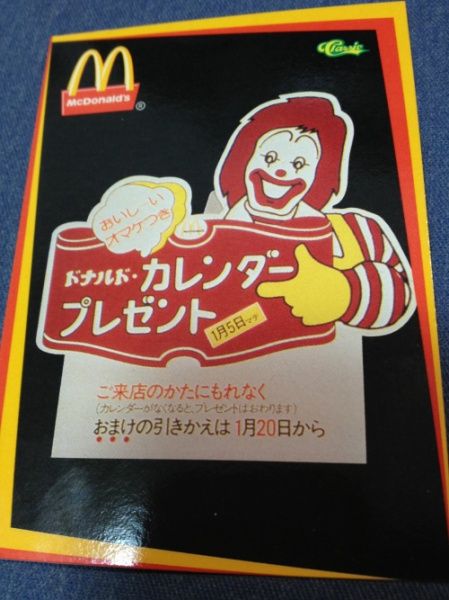 McDonald's ®
Classic
おいしーい
オマケつき
ドナルド・カレンダー
プレゼント
1月5日マデ
ご来店のかたにもれなく
(カレンダーがなくなると、プレゼントはおわります)
おまけの引きかえは1月20日から